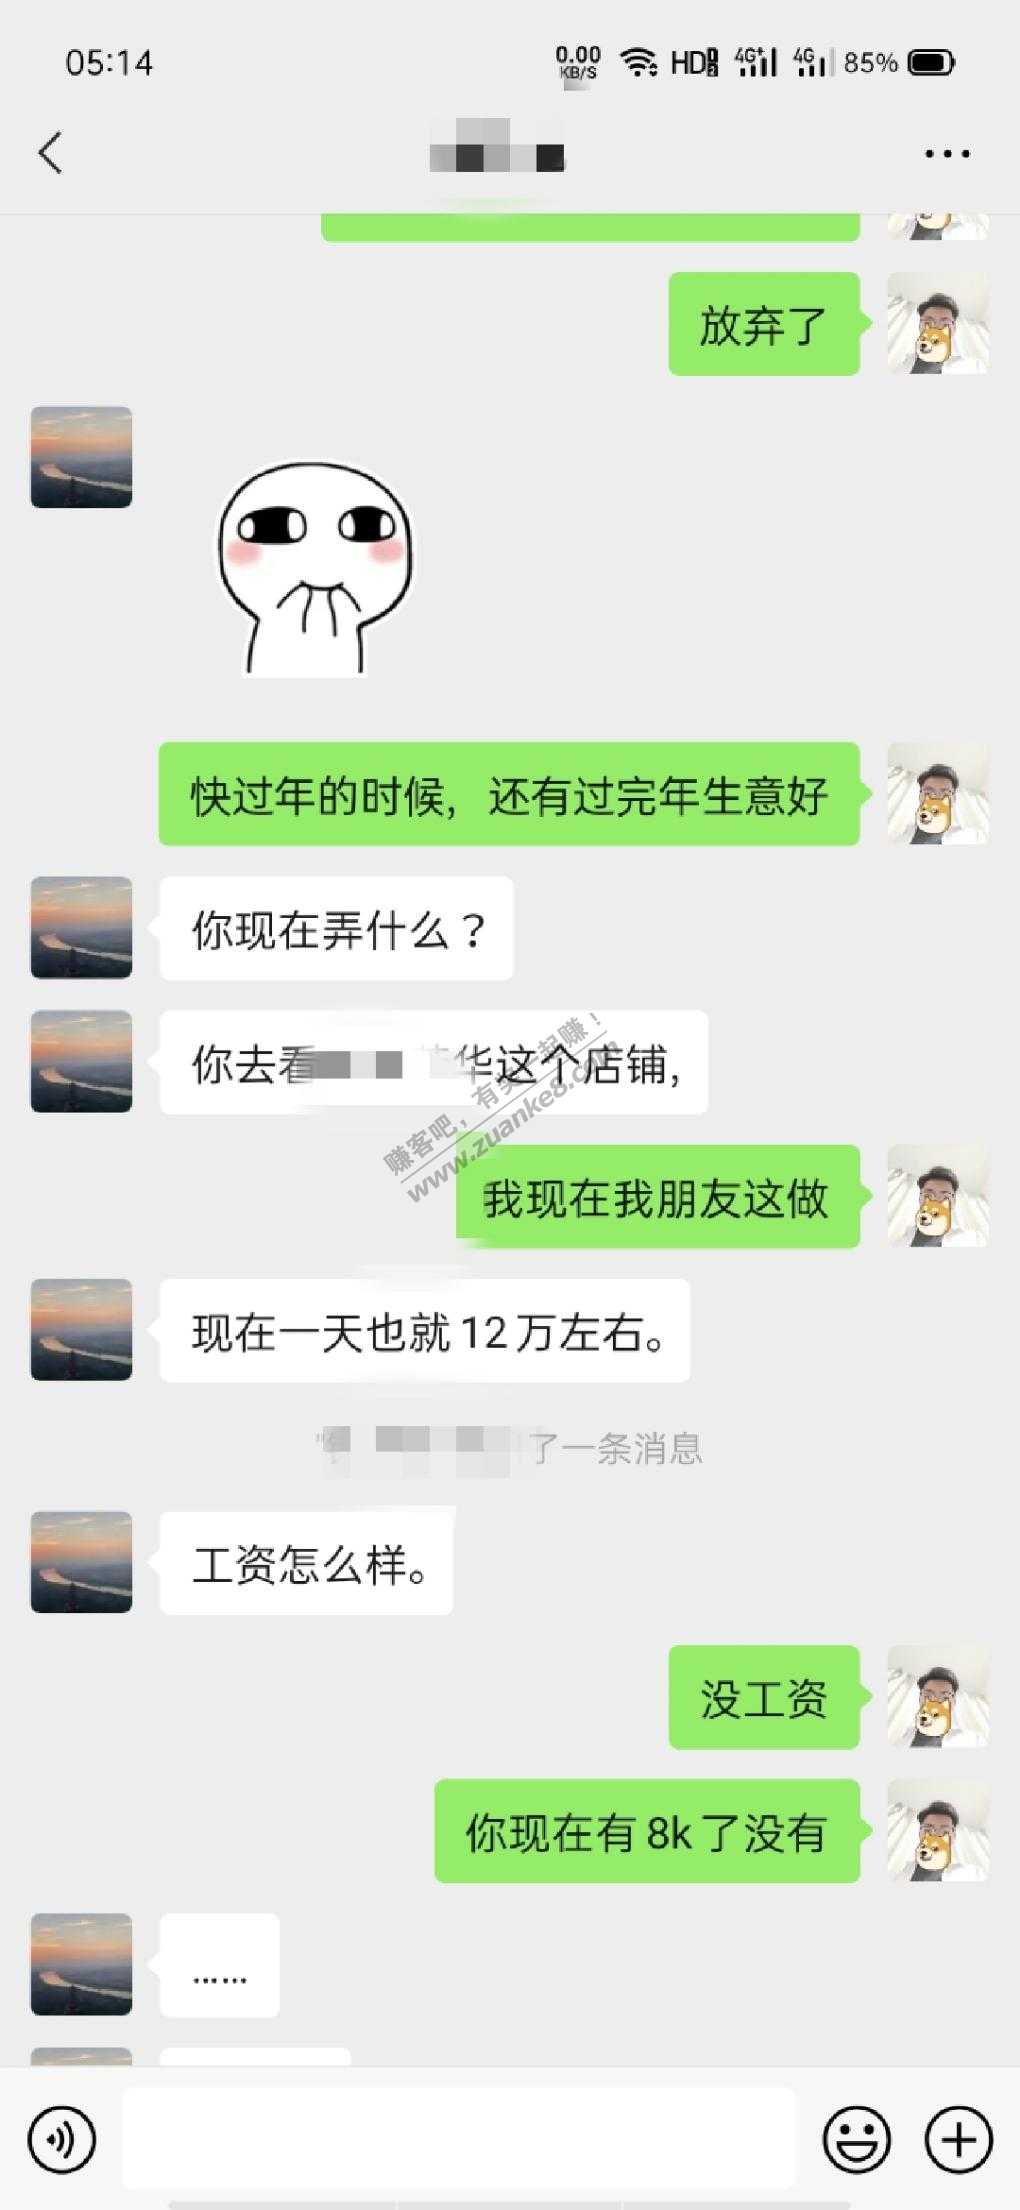 05:14
0.00
KB/S
HD
4G+
4G
85%
放弃了
快过年的时候，还有过完年生意好
你现在弄什么？
你去看
华这个店铺，
赚客吧，有奖一起赚！
www.zuanke8.com
我现在我朋友这做
现在一天也就12万左右。
了一条消息
工资怎么样。
没工资
你现在有8k了没有
......